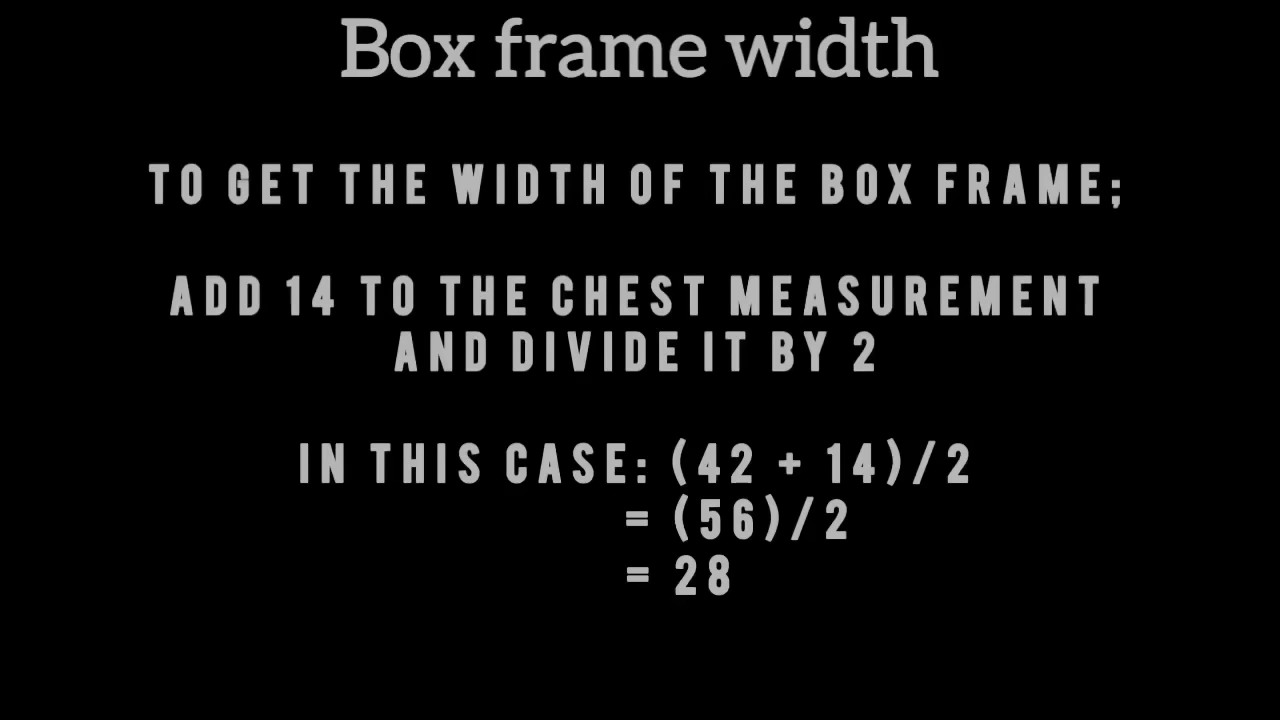 Box frame width
TO GET THE WIDTH OF THE BOX FRAME;
ADD 14 TO THE CHEST MEASUREMENT
AND DIVIDE IT BY 2
IN THIS CASE: (42 + 14)/2
= (56)/2
= 28